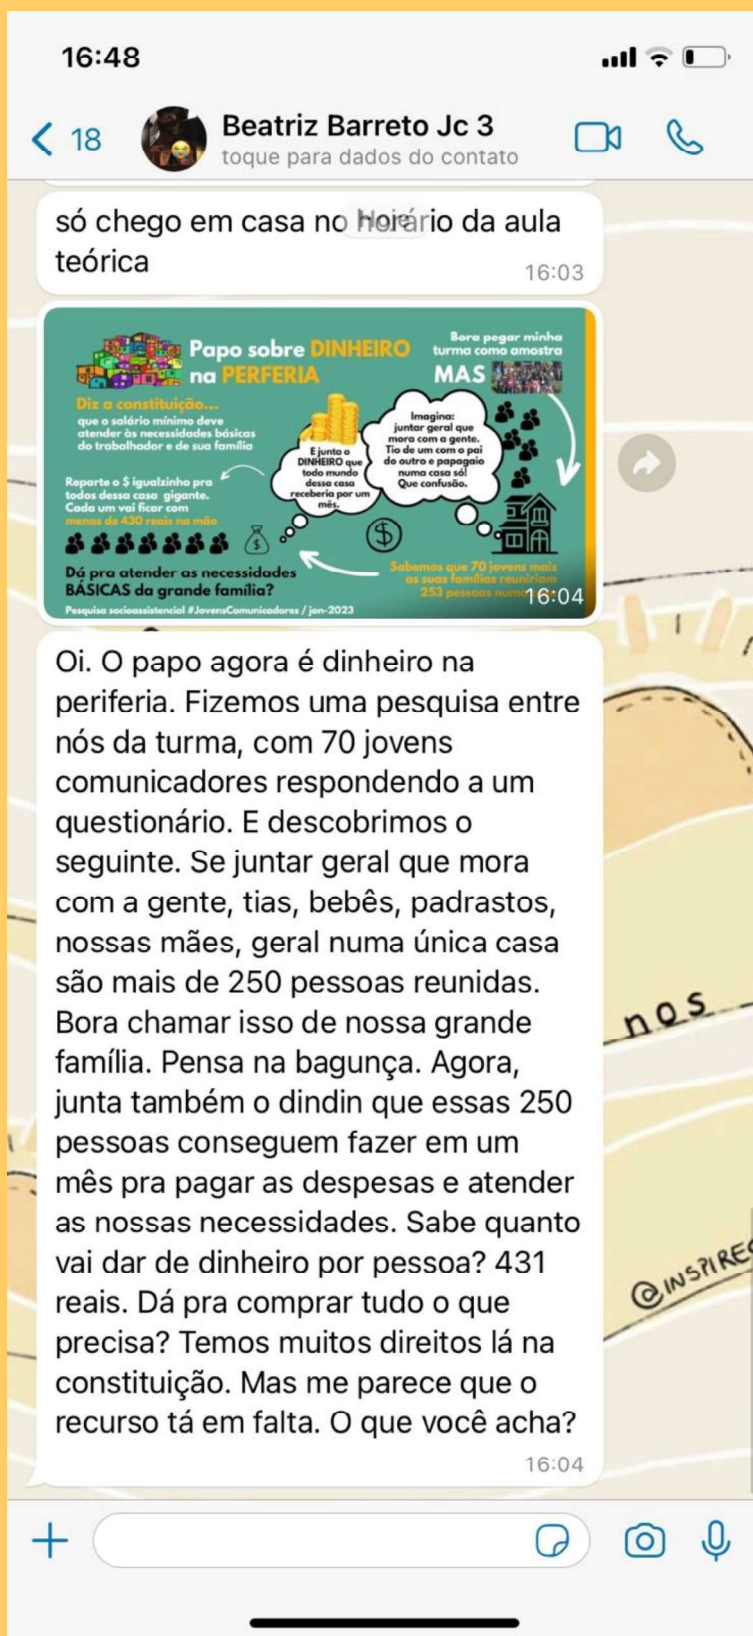 16:48
18
Beatriz Barreto Jc 3
toque para dados do contato
só chego em casa no horário da aula
teórica
16:03
Papo sobre DINHEIRO
na PERFERIA
Bora pegar minha
turma como amostra
MAS
Diz a constituição...
que o salário mínimo deve
atender às necessidades básicas
do trabalhador e de sua família
Imagina:
juntar geral que
mora com a gente.
Tio de um com o pai
do outro e papagaio
numa casa só!
Que confusão.
E junta o
DINHEIRO que
todo mundo
dessa casa
receberia por um
mês.
Reparte o $ igualzinho pra
todos dessa casa gigante.
Cada um vai ficar com
menos de 430 reais na mão
$
$
Dá pra atender as necessidades
BÁSICAS da grande família?
Sabemos que 70 jovens mais
as suas famílias reuniriam
253 pessoas
16:04
Pesquisa socioassistencial #JovensComunicadores / jan-2023
Oi. O papo agora é dinheiro na
periferia. Fizemos uma pesquisa entre
nós da turma, com 70 jovens
comunicadores respondendo a um
questionário. E descobrimos o
seguinte. Se juntar geral que mora
com a gente, tias, bebês, padrastos,
nossas mães, geral numa única casa
são mais de 250 pessoas reunidas.
Bora chamar isso de nossa grande
família. Pensa na bagunça. Agora,
junta também o dindin que essas 250
pessoas conseguem fazer em um
mês pra pagar as despesas e atender
as nossas necessidades. Sabe quanto
vai dar de dinheiro por pessoa? 431
reais. Dá pra comprar tudo o que
precisa? Temos muitos direitos lá na
constituição. Mas me parece que o
recurso tá em falta. O que você acha?
16:04
nos
@INSPIRE